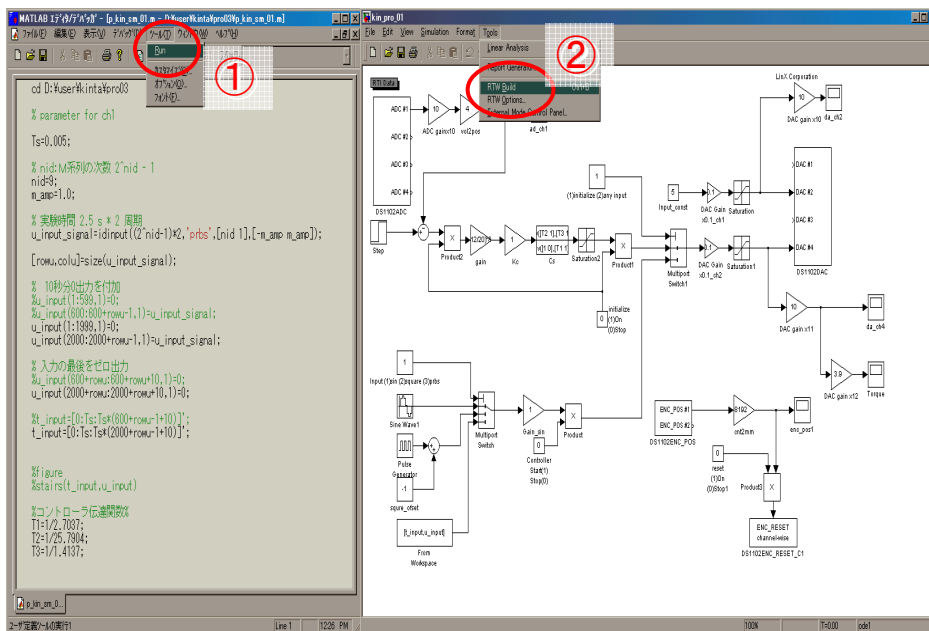 MATLAB ｴﾃﾞｨﾀ/ﾃﾞﾊﾞｯｶﾞ - [p_kin_sm_01.m - D:¥user¥kinta¥pro03¥p_kin_sm_01.m]
ﾌｧｲﾙ(F) 編集(E) 表示(V) ﾃﾞﾊﾞｯｸﾞ ﾂｰﾙ(T) ｳｨﾝﾄﾞｳ(W) ﾍﾙﾌﾟ(H)
Run
ｶｽﾀﾏｲｽﾞ
ｵﾌﾟｼｮﾝ(O)...
ﾌｫﾝﾄ(F)...
①
cd D:¥user¥kinta¥pro03
% parameter for ch1
Ts=0.005;
% nid:M系列の次数 2^nid - 1
nid=9;
m_amp=1.0;
% 実験時間 2.5 s * 2 周期
u_input_signal=idinput((2^nid-1)*2,'prbs',[nid 1],[-m_amp m_amp]);
[rowu,colu]=size(u_input_signal);
% 10秒分0出力を付加
%u_input(1:599,1)=0;
%u_input(600:600+rowu-1,1)=u_input_signal;
u_input(1:1999,1)=0;
u_input(2000:2000+rowu-1,1)=u_input_signal;
% 入力の最後をゼロ出力
%u_input(600+rowu:600+rowu+10,1)=0;
u_input(2000+rowu:2000+rowu+10,1)=0;
%t_input=[0:Ts:Ts*(600+rowu-1+10)]';
t_input=[0:Ts:Ts*(2000+rowu-1+10)]';
%figure
%stairs(t_input,u_input)
%コントローラ伝達関数%
T1=1/2.7037;
T2=1/25.7904;
T3=1/1.4137;
p_kin_sm_0...
ﾕｰｻﾞ定義ﾂｰﾙの実行1
Line 1
12:26 PM
kin_pro_01
File Edit View Simulation Format Tools
Linear Analysis
Report Generator
RTW Build
RTW Options...
External Mode Control Panel..
②
RTI Data
ADC #1
ADC #2
ADC #3
ADC #4
DS1102ADC
10
ADC gainx10
4
vol2pos
ad_ch1
LinX Corporation
10
DAC gain x10
da_ch2
1
(1)initialize (2)any input
5
Input_const
0.1
DAC Gain
x0.1_ch1
Saturation
DAC #1
DAC #2
DAC #3
DAC #4
DS1102DAC
Step
x
Product2
gain
1
Kc
Cs
Saturation2
x
Product1
Multiport
Switch1
0.1
DAC Gain
x0.1_ch2
Saturation1
0
initialize
(1)On
(0)Stop
10
DAC gain x11
da_ch4
3.9
DAC gain x12
Torque
1
Input (1)sin (2)square (3)prbs
Sine Wave1
Pulse
Generator
-1
squre_ofset
Multiport
Switch
1
Gain_sin
x
Product
0
Controller
Start(1)
Stop(0)
[t_input,u_input]
From
Workspace
ENC_POS #1
ENC_POS #2
DS1102ENC_POS
8192
cnt2mm
enc_pos1
0
reset
(1)On
(0)Stop1
Product3
x
ENC_RESET
channel-wise
DS1102ENC_RESET_C1
100%
T=0.00
ode1